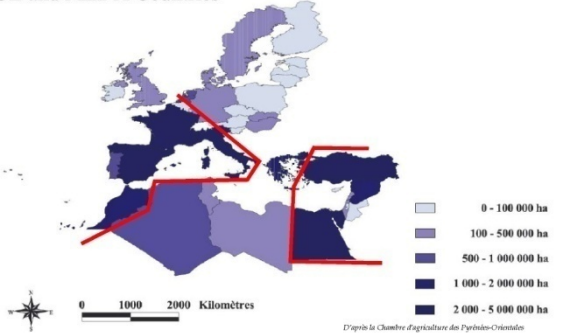 0 - 100 000 ha
100 - 500 000 ha
500 - 1 000 000 ha
1 000 - 2 000 000 ha
2 000 - 5 000 000 ha
N
W E
S
0 1000 2000 Kilomètres
D'après la Chambre d'agriculture des Pyrénées-Orientales